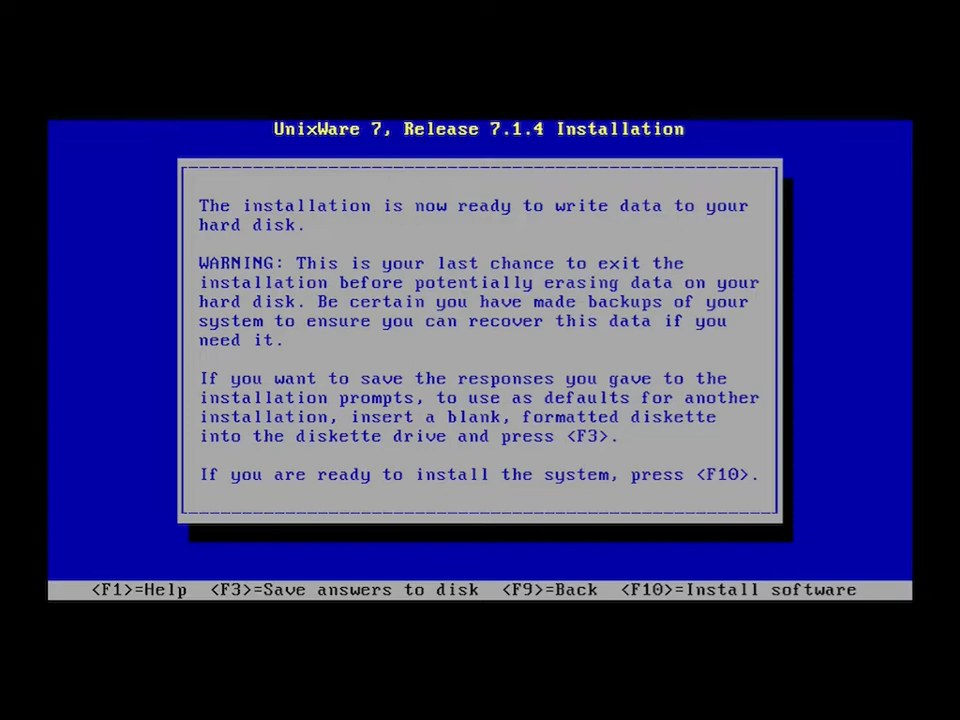 UnixWare 7, Release 7.1.4 Installation
The installation is now ready to write data to your
hard disk.
WARNING: This is your last chance to exit the
installation before potentially erasing data on your
hard disk. Be certain you have made backups of your
system to ensure you can recover this data if you
need it.
If you want to save the responses you gave to the
installation prompts, to use as defaults for another
installation, insert a blank, formatted diskette
into the diskette drive and press <F3>.
If you are ready to install the system, press <F10>.
<F1>=Help <F3>=Save answers to disk <F9>=Back <F10>=Install software